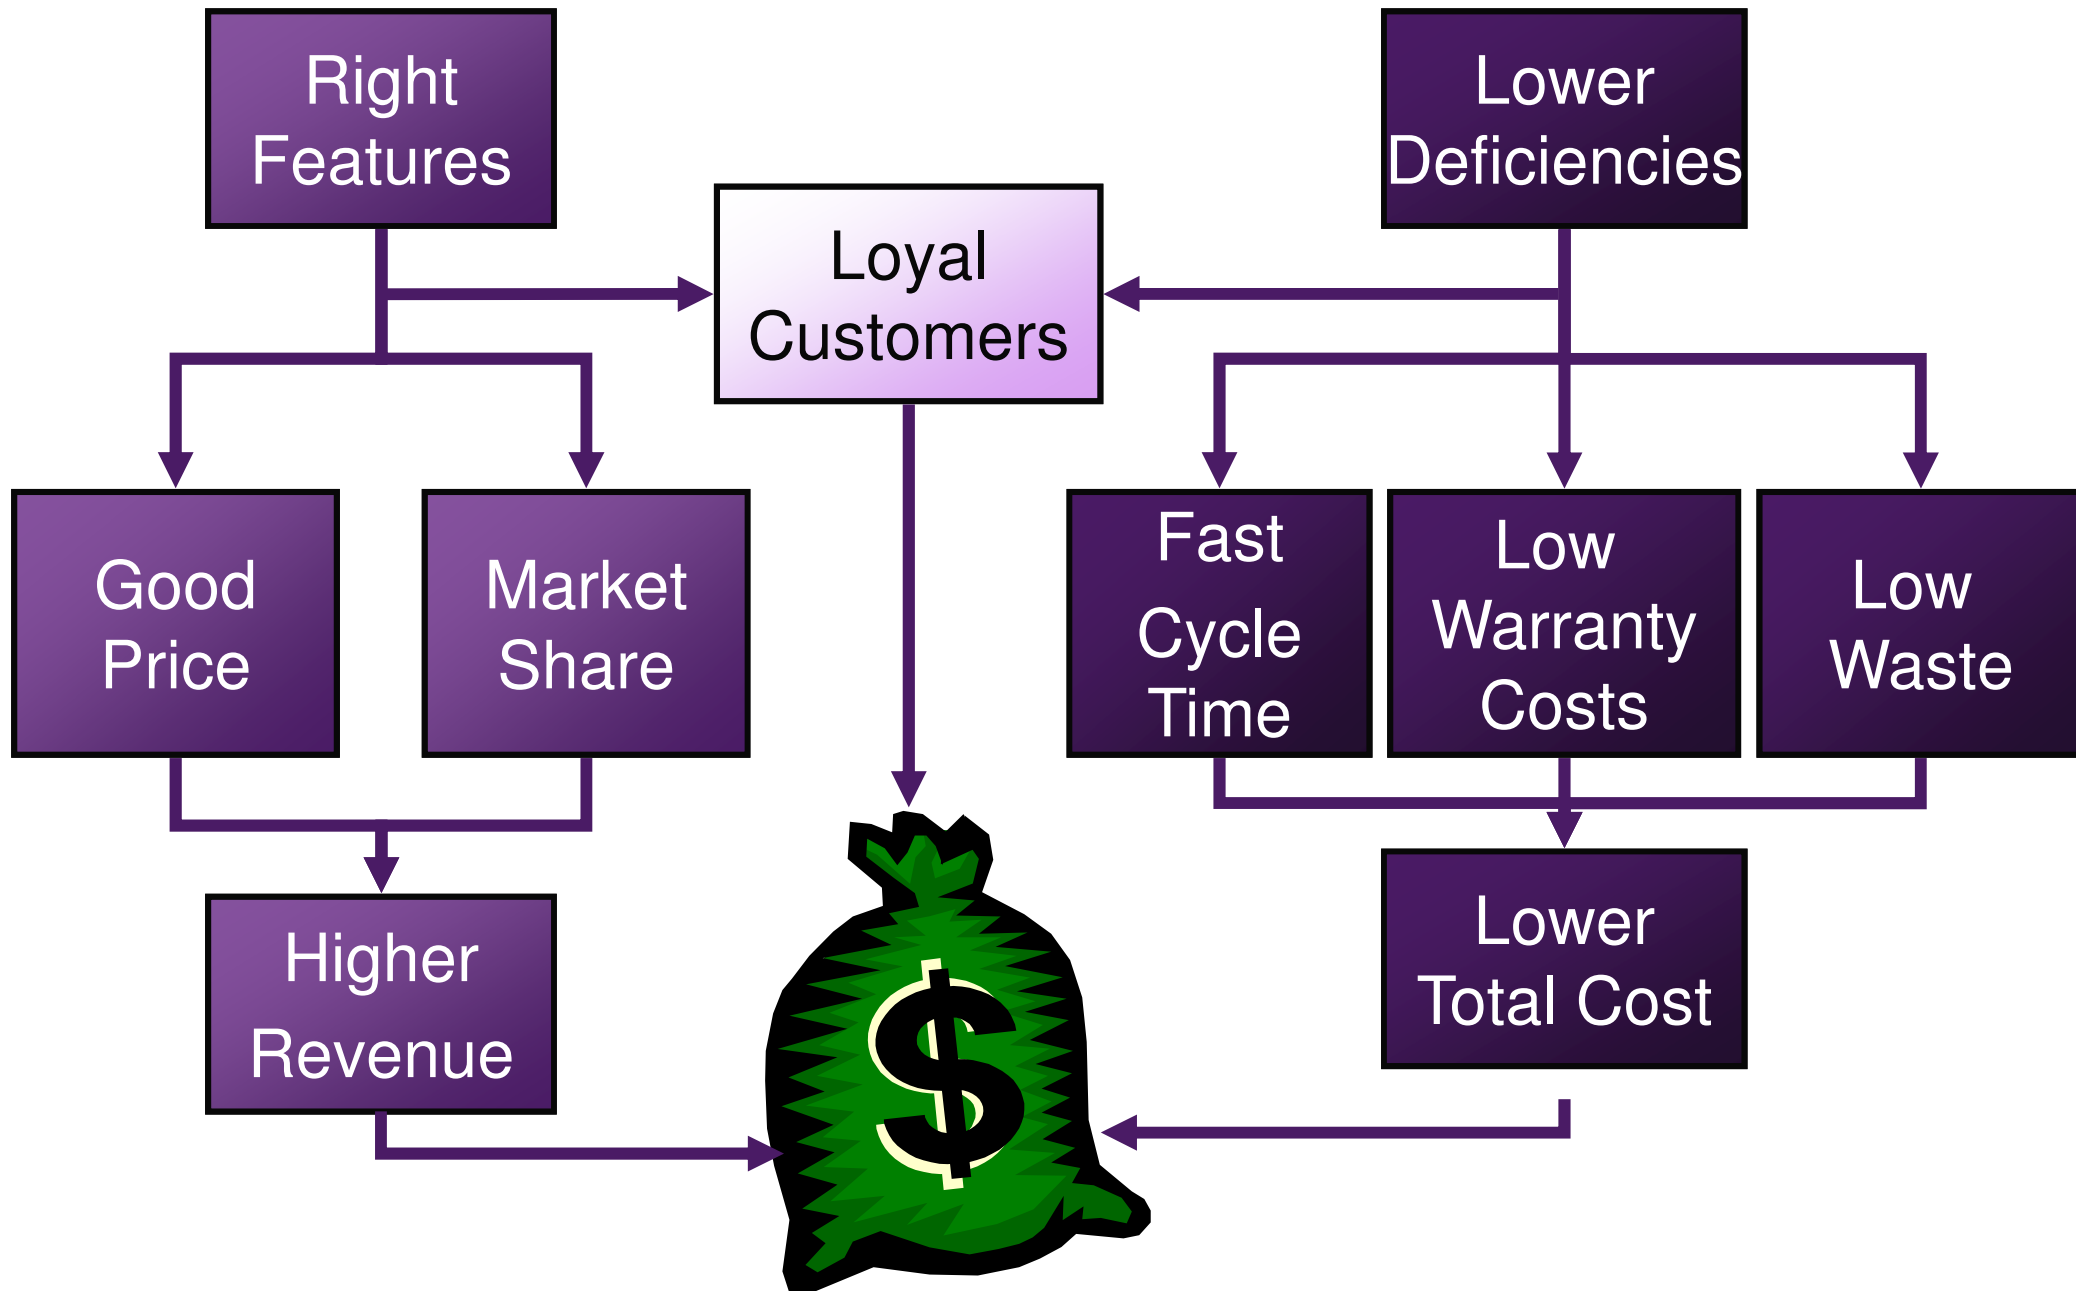 Right
Features
Lower
Deficiencies
Loyal
Customers
Good
Price
Market
Share
Fast
Cycle
Time
Low
Warranty
Costs
Low
Waste
Higher
Revenue
Lower
Total Cost
$